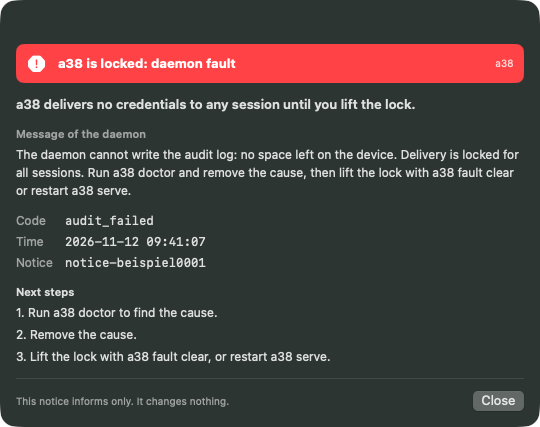 a38 is locked: daemon fault
a38
a38 delivers no credentials to any session until you lift the lock.
Message of the daemon
The daemon cannot write the audit log: no space left on the device. Delivery is locked for
all sessions. Run a38 doctor and remove the cause, then lift the lock with a38 fault clear
or restart a38 serve.
Code audit_failed
Time 2026-11-12 09:41:07
Notice notice-beispiel0001
Next steps
1. Run a38 doctor to find the cause.
2. Remove the cause.
3. Lift the lock with a38 fault clear, or restart a38 serve.
This notice informs only. It changes nothing.
Close